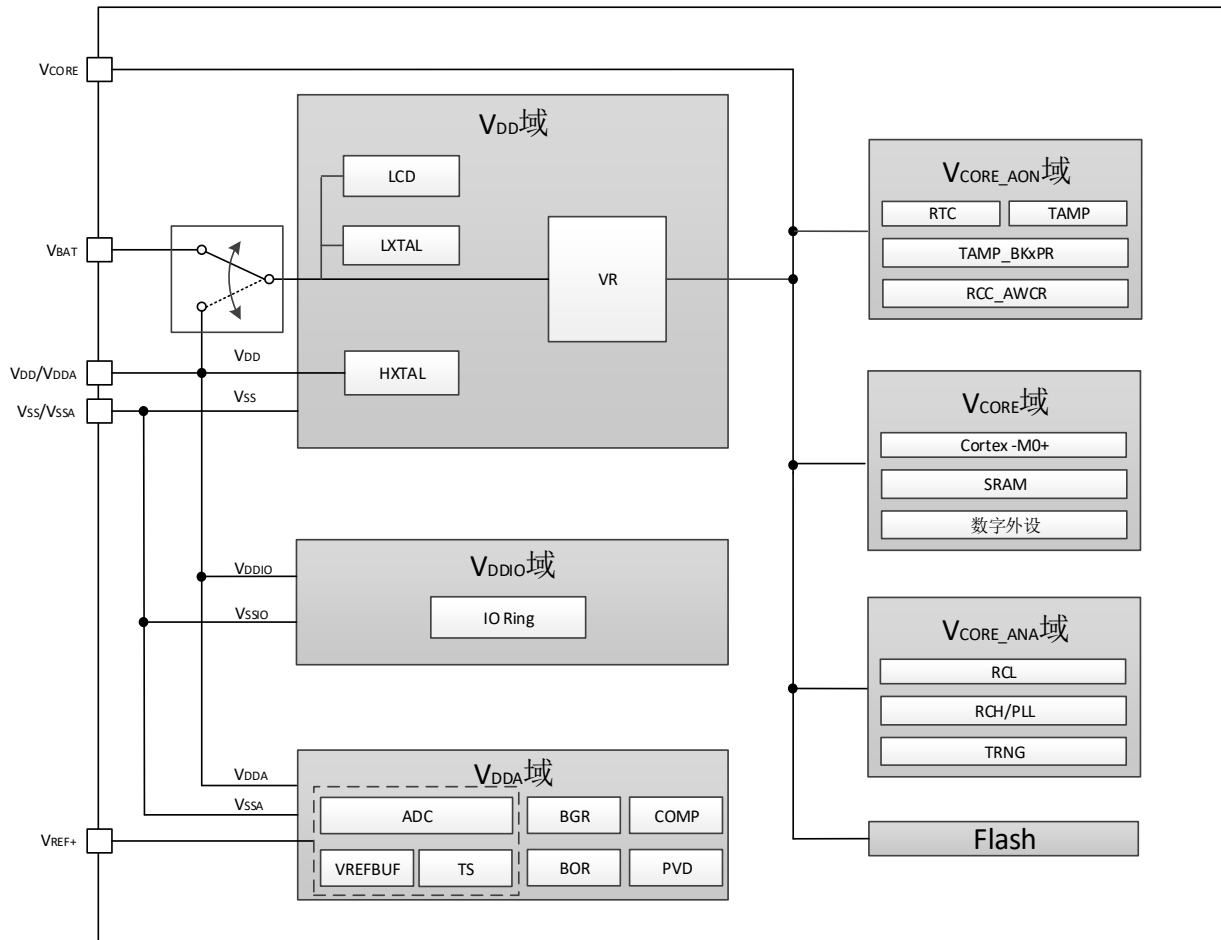 VCORE
VBAT
VDD/VDDA
VSS/VSSA
VREF+
VDD域
LCD
LXTAL
VR
HXTAL
VDD
VSS
VDDIO域
VDDIO
VSSIO
IO Ring
VDDA域
VDDA
VSSA
ADC
BGR
COMP
VREFBUF
TS
BOR
PVD
VCORE_AON域
RTC
TAMP
TAMP_BKxPR
RCC_AWCR
VCORE域
Cortex -M0+
SRAM
数字外设
VCORE_ANA域
RCL
RCH/PLL
TRNG
Flash